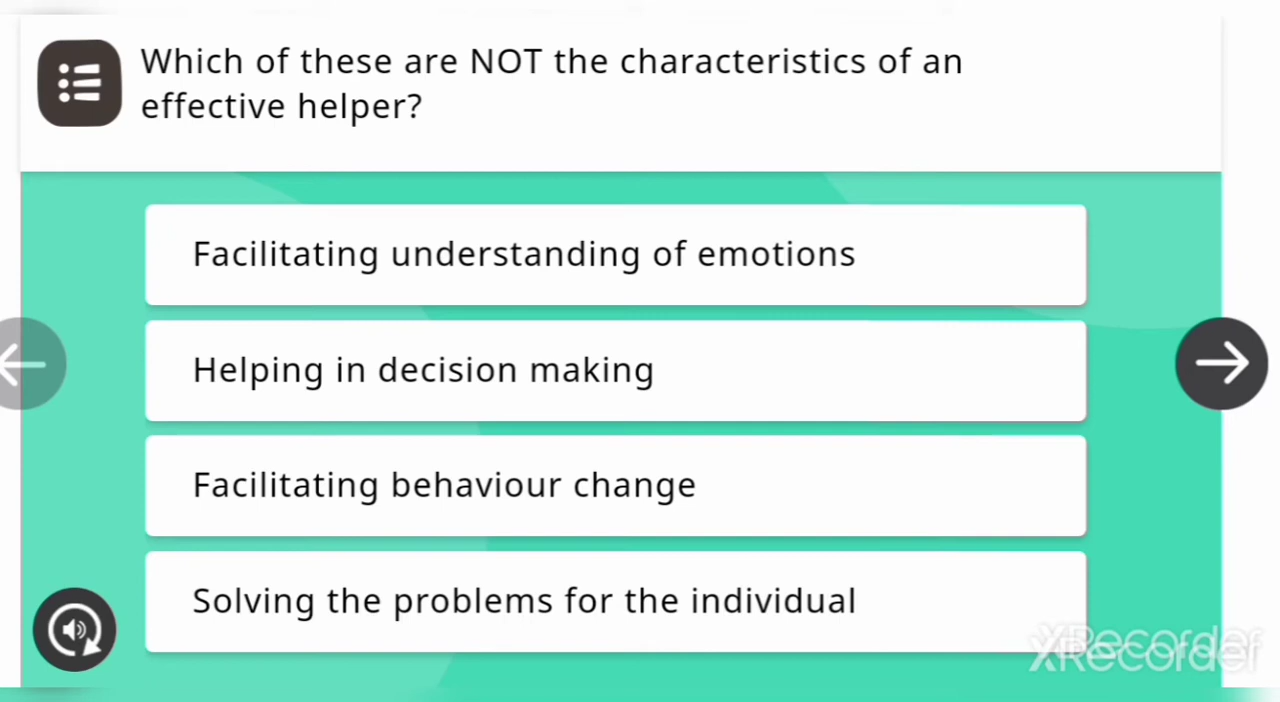 Which of these are NOT the characteristics of an
effective helper?
Facilitating understanding of emotions
Helping in decision making
Facilitating behaviour change
Solving the problems for the individual
XRecorder